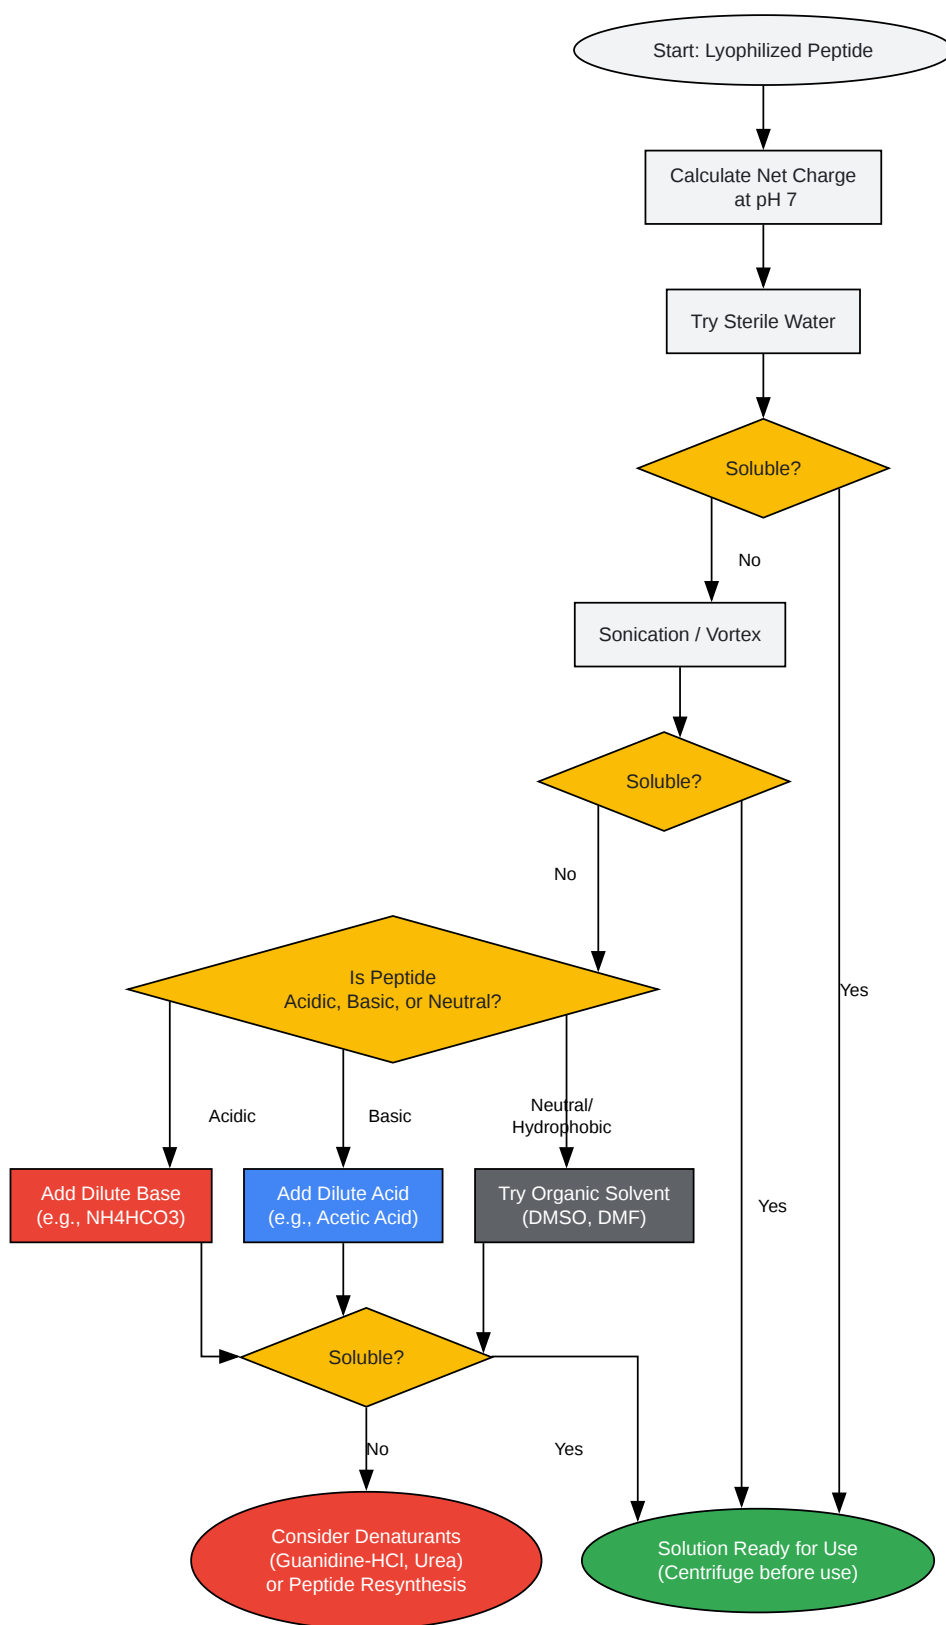 Start: Lyophilized Peptide
Calculate Net Charge
at pH 7
Try Sterile Water
Soluble?
No
Sonication / Vortex
Soluble?
No
Is Peptide
Acidic, Basic, or Neutral?
Yes
Acidic
Basic
Neutral/
Hydrophobic
Add Dilute Base
(e.g., NH4HCO3)
Add Dilute Acid
(e.g., Acetic Acid)
Try Organic Solvent
(DMSO, DMF)
Yes
Soluble?
No
Yes
Consider Denaturants
(Guanidine-HCl, Urea)
or Peptide Resynthesis
Solution Ready for Use
(Centrifuge before use)